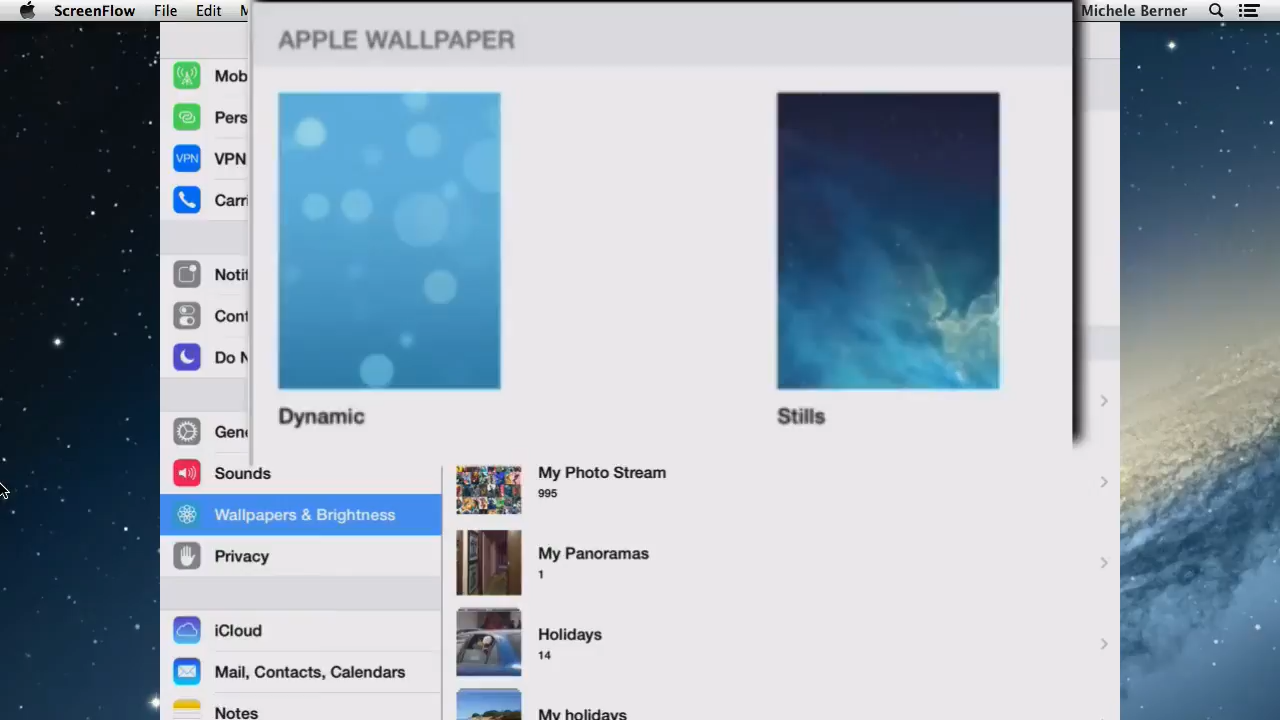 ScreenFlow File Edit M Michele Berner
APPLE WALLPAPER
Dynamic
Stills
Mob
Pers
VPN VPN
Carri
Notif
Cont
Do N
Gene
Sounds
Wallpapers & Brightness
Privacy
iCloud
Mail, Contacts, Calendars
Notes
My Photo Stream
995
My Panoramas
1
Holidays
14
My holidays